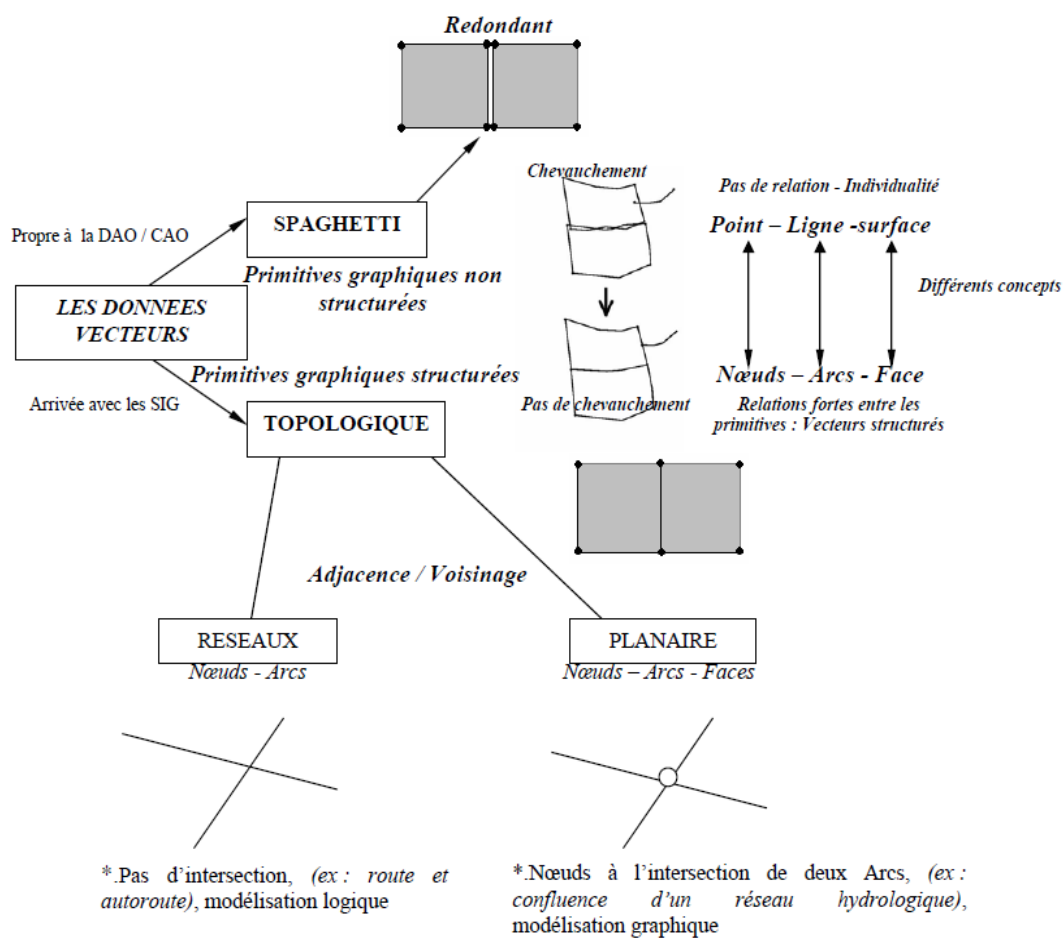 Redondant
Chevauchement
Pas de relation - Individualité
SPAGHETTI
Point – Ligne -surface
Propre à la DAO / CAO
Primitives graphiques non
structurées
Différents concepts
LES DONNEES
VECTEURS
Primitives graphiques structurées
Nœuds – Arcs - Face
Arrivée avec les SIG
Pas de chevauchement
Relations fortes entre les
primitives : Vecteurs structurés
TOPOLOGIQUE
Adjacence / Voisinage
RESEAUX
Nœuds - Arcs
PLANAIRE
Nœuds – Arcs - Faces
*.Pas d’intersection, (ex : route et
autoroute), modélisation logique
*.Nœuds à l’intersection de deux Arcs, (ex :
confluence d’un réseau hydrologique),
modélisation graphique